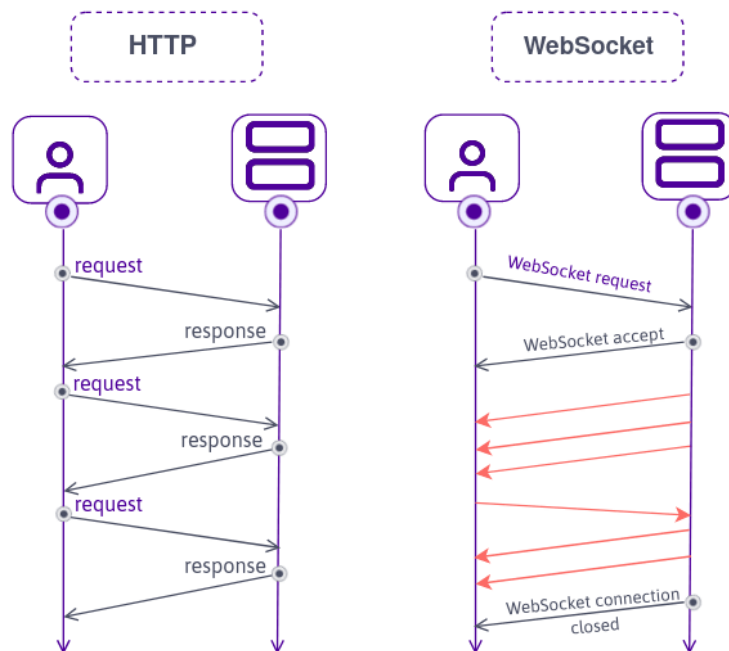 HTTP
request
response
request
response
request
response
WebSocket
WebSocket request
WebSocket accept
WebSocket connection
closed